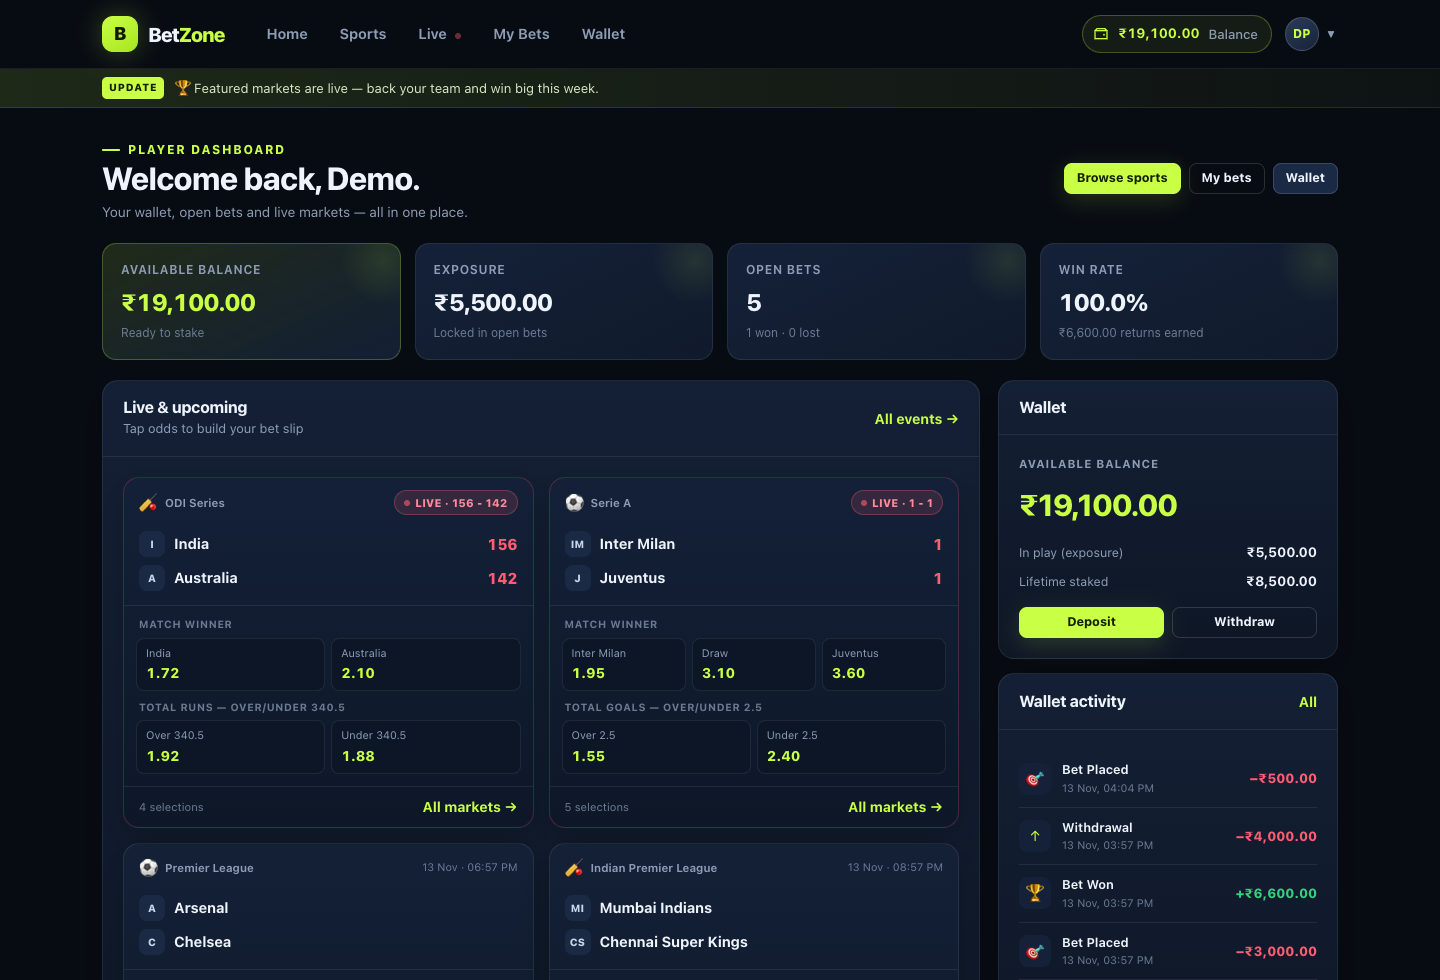 B BetZone Home Sports Live My Bets Wallet ₹19,100.00 Balance DP ▼
UPDATE 🏆 Featured markets are live — back your team and win big this week.
PLAYER DASHBOARD
Welcome back, Demo.
Your wallet, open bets and live markets — all in one place.
Browse sports My bets Wallet
AVAILABLE BALANCE
₹19,100.00
Ready to stake
EXPOSURE
₹5,500.00
Locked in open bets
OPEN BETS
5
1 won · 0 lost
WIN RATE
100.0%
₹6,600.00 returns earned
Live & upcoming
Tap odds to build your bet slip
All events →
ODI Series LIVE · 156 - 142
I India 156
A Australia 142
MATCH WINNER
India Australia
1.72 2.10
TOTAL RUNS — OVER/UNDER 340.5
Over 340.5 Under 340.5
1.92 1.88
4 selections All markets →
Serie A LIVE · 1 - 1
IM Inter Milan 1
J Juventus 1
MATCH WINNER
Inter Milan Draw Juventus
1.95 3.10 3.60
TOTAL GOALS — OVER/UNDER 2.5
Over 2.5 Under 2.5
1.55 2.40
5 selections All markets →
Premier League 13 Nov · 06:57 PM
A Arsenal
C Chelsea
Indian Premier League 13 Nov · 08:57 PM
MI Mumbai Indians
CS Chennai Super Kings
Wallet
AVAILABLE BALANCE
₹19,100.00
In play (exposure) ₹5,500.00
Lifetime staked ₹8,500.00
Deposit Withdraw
Wallet activity All
Bet Placed
13 Nov, 04:04 PM
−₹500.00
Withdrawal
13 Nov, 03:57 PM
−₹4,000.00
Bet Won
13 Nov, 03:57 PM
+₹6,600.00
Bet Placed
13 Nov, 03:57 PM
−₹3,000.00